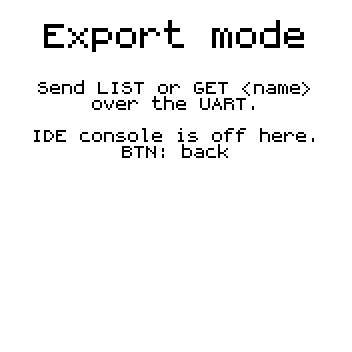 Export mode
Send LIST or GET <name>
over the UART.
IDE console is off here.
BTN: back